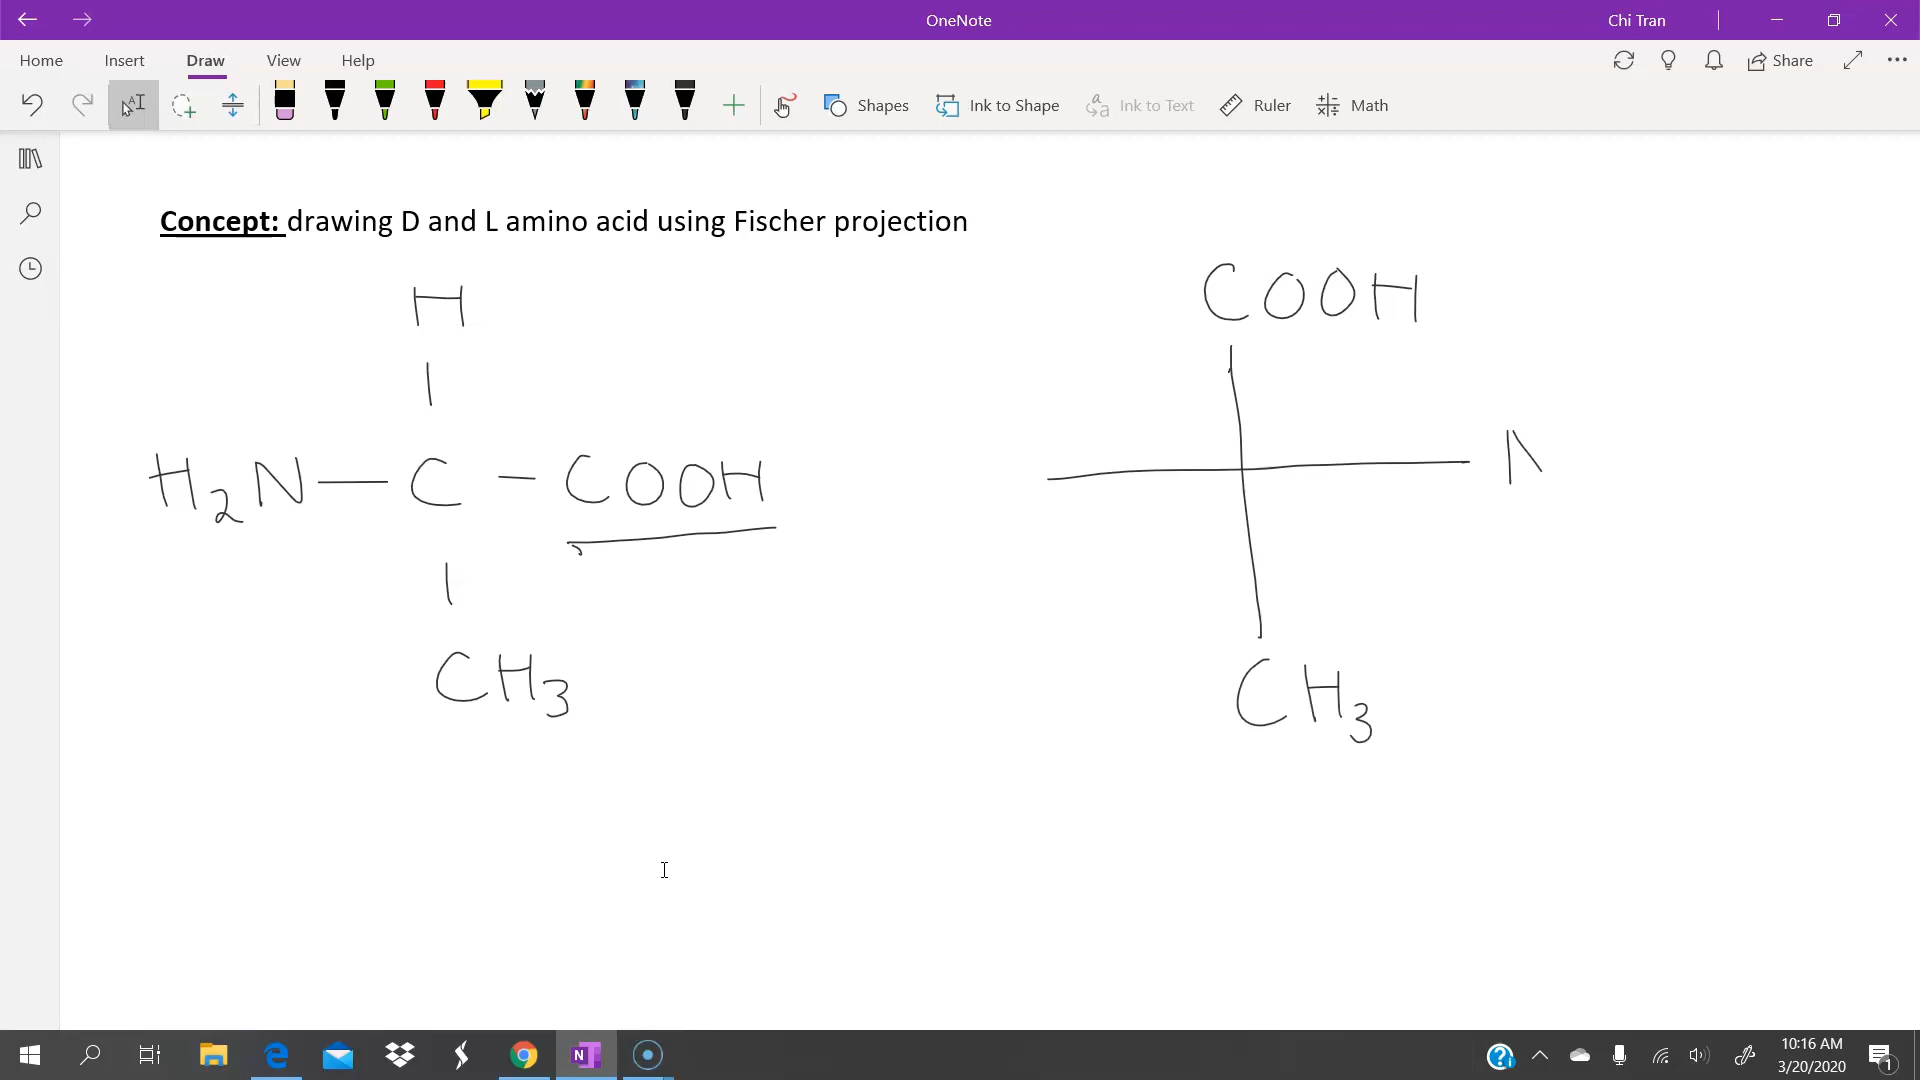 OneNote
Chi Tran
Home Insert Draw View Help
Share
Shapes Ink to Shape Ink to Text Ruler Math
Concept: drawing D and L amino acid using Fischer projection
H
H₂N — C — COOH
CH₃
COOH
N
CH₃
10:16 AM
3/20/2020
1